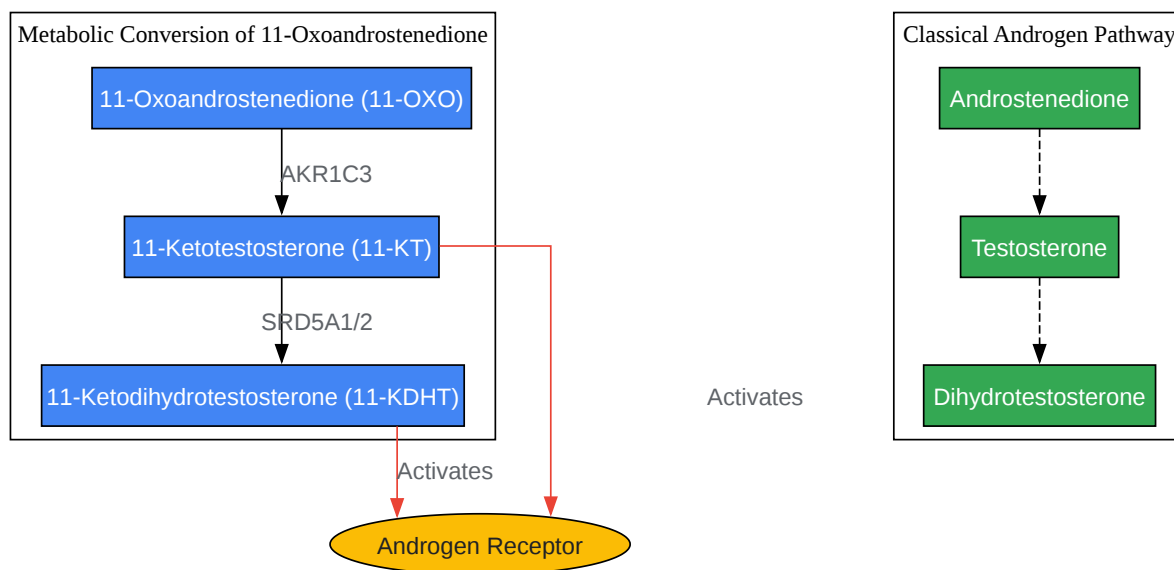 Metabolic Conversion of 11-Oxoandrostenedione
11-Oxoandrostenedione (11-OXO)
AKR1C3
11-Ketotestosterone (11-KT)
SRD5A1/2
11-Ketodihydrotestosterone (11-KDHT)
Activates
Activates
Androgen Receptor
Classical Androgen Pathway
Androstenedione
Testosterone
Dihydrotestosterone